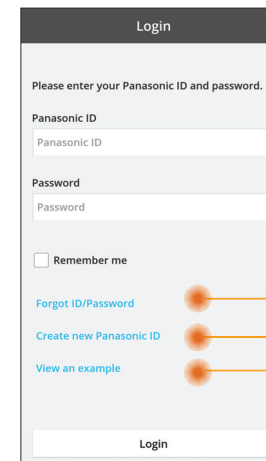 Login
Please enter your Panasonic ID and password.
Panasonic ID
Panasonic ID
Password
Password
Remember me
Forgot ID/Password
Create new Panasonic ID
View an example
Login